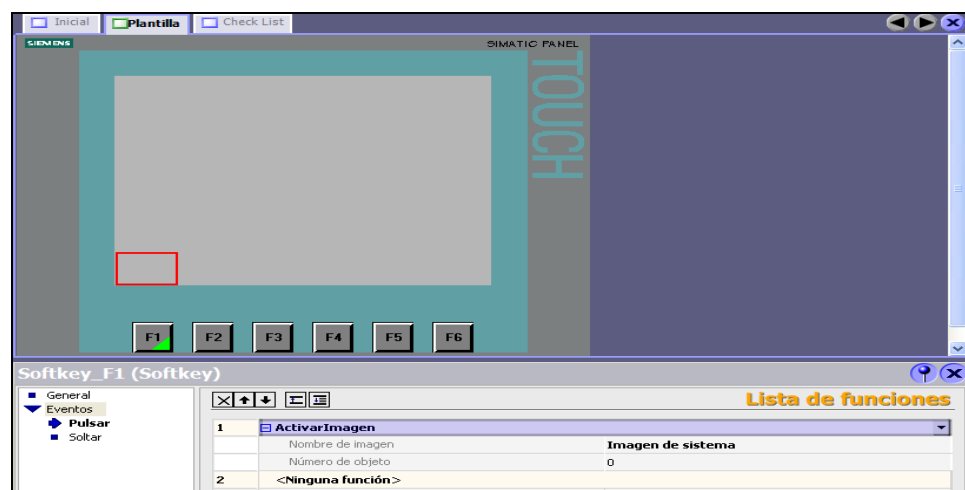 Inicial Plantilla Check List
SIEMENS SIMATIC PANEL
TOUCH
F1 F2 F3 F4 F5 F6
Softkey_F1 (Softkey)
General
Eventos
Pulsar
Soltar
Lista de funciones
1 ActivarImagen
Nombre de imagen Imagen de sistema
Número de objeto 0
2 <Ninguna función>